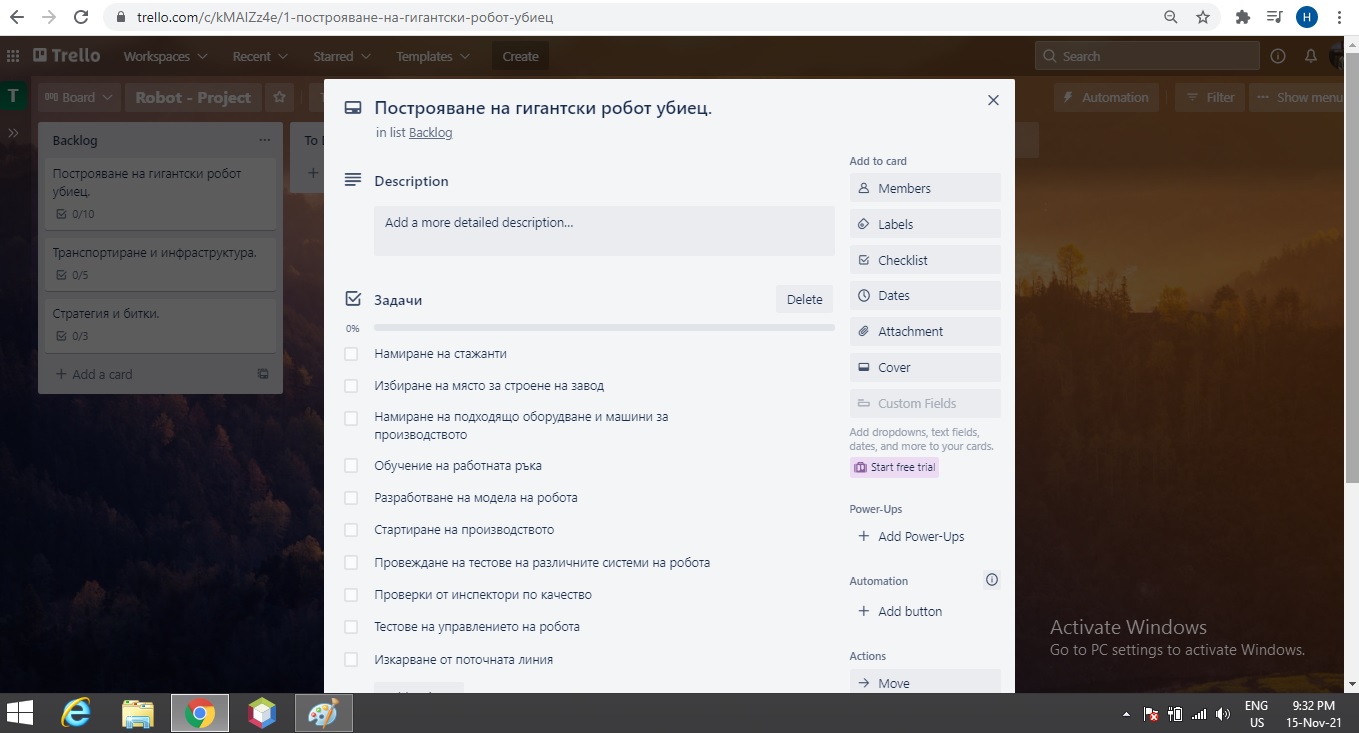 trello.com/c/kMAlZz4e/1-построяване-на-гигантски-робот-убиец
H
Trello
Workspaces
Recent
Starred
Templates
Create
Search
T
Board
Robot - Project
Automation
Filter
Show menu
Backlog
Построяване на гигантски робот
убиец.
0/10
Транспортиране и инфраструктура.
0/5
Стратегия и битки.
0/3
Add a card
To
Построяване на гигантски робот убиец.
in list Backlog
Description
Add a more detailed description...
Задачи
Delete
0%
Намиране на стажанти
Избиране на място за строене на завод
Намиране на подходящо оборудване и машини за
производството
Обучение на работната ръка
Разработване на модела на робота
Стартиране на производството
Провеждане на тестове на различните системи на робота
Проверки от инспектори по качество
Тестове на управлението на робота
Изкарване от поточната линия
Add to card
Members
Labels
Checklist
Dates
Attachment
Cover
Custom Fields
Add dropdowns, text fields,
dates, and more to your cards.
Start free trial
Power-Ups
Add Power-Ups
Automation
Add button
Actions
Move
Activate Windows
Go to PC settings to activate Windows.
ENG
US
9:32 PM
15-Nov-21